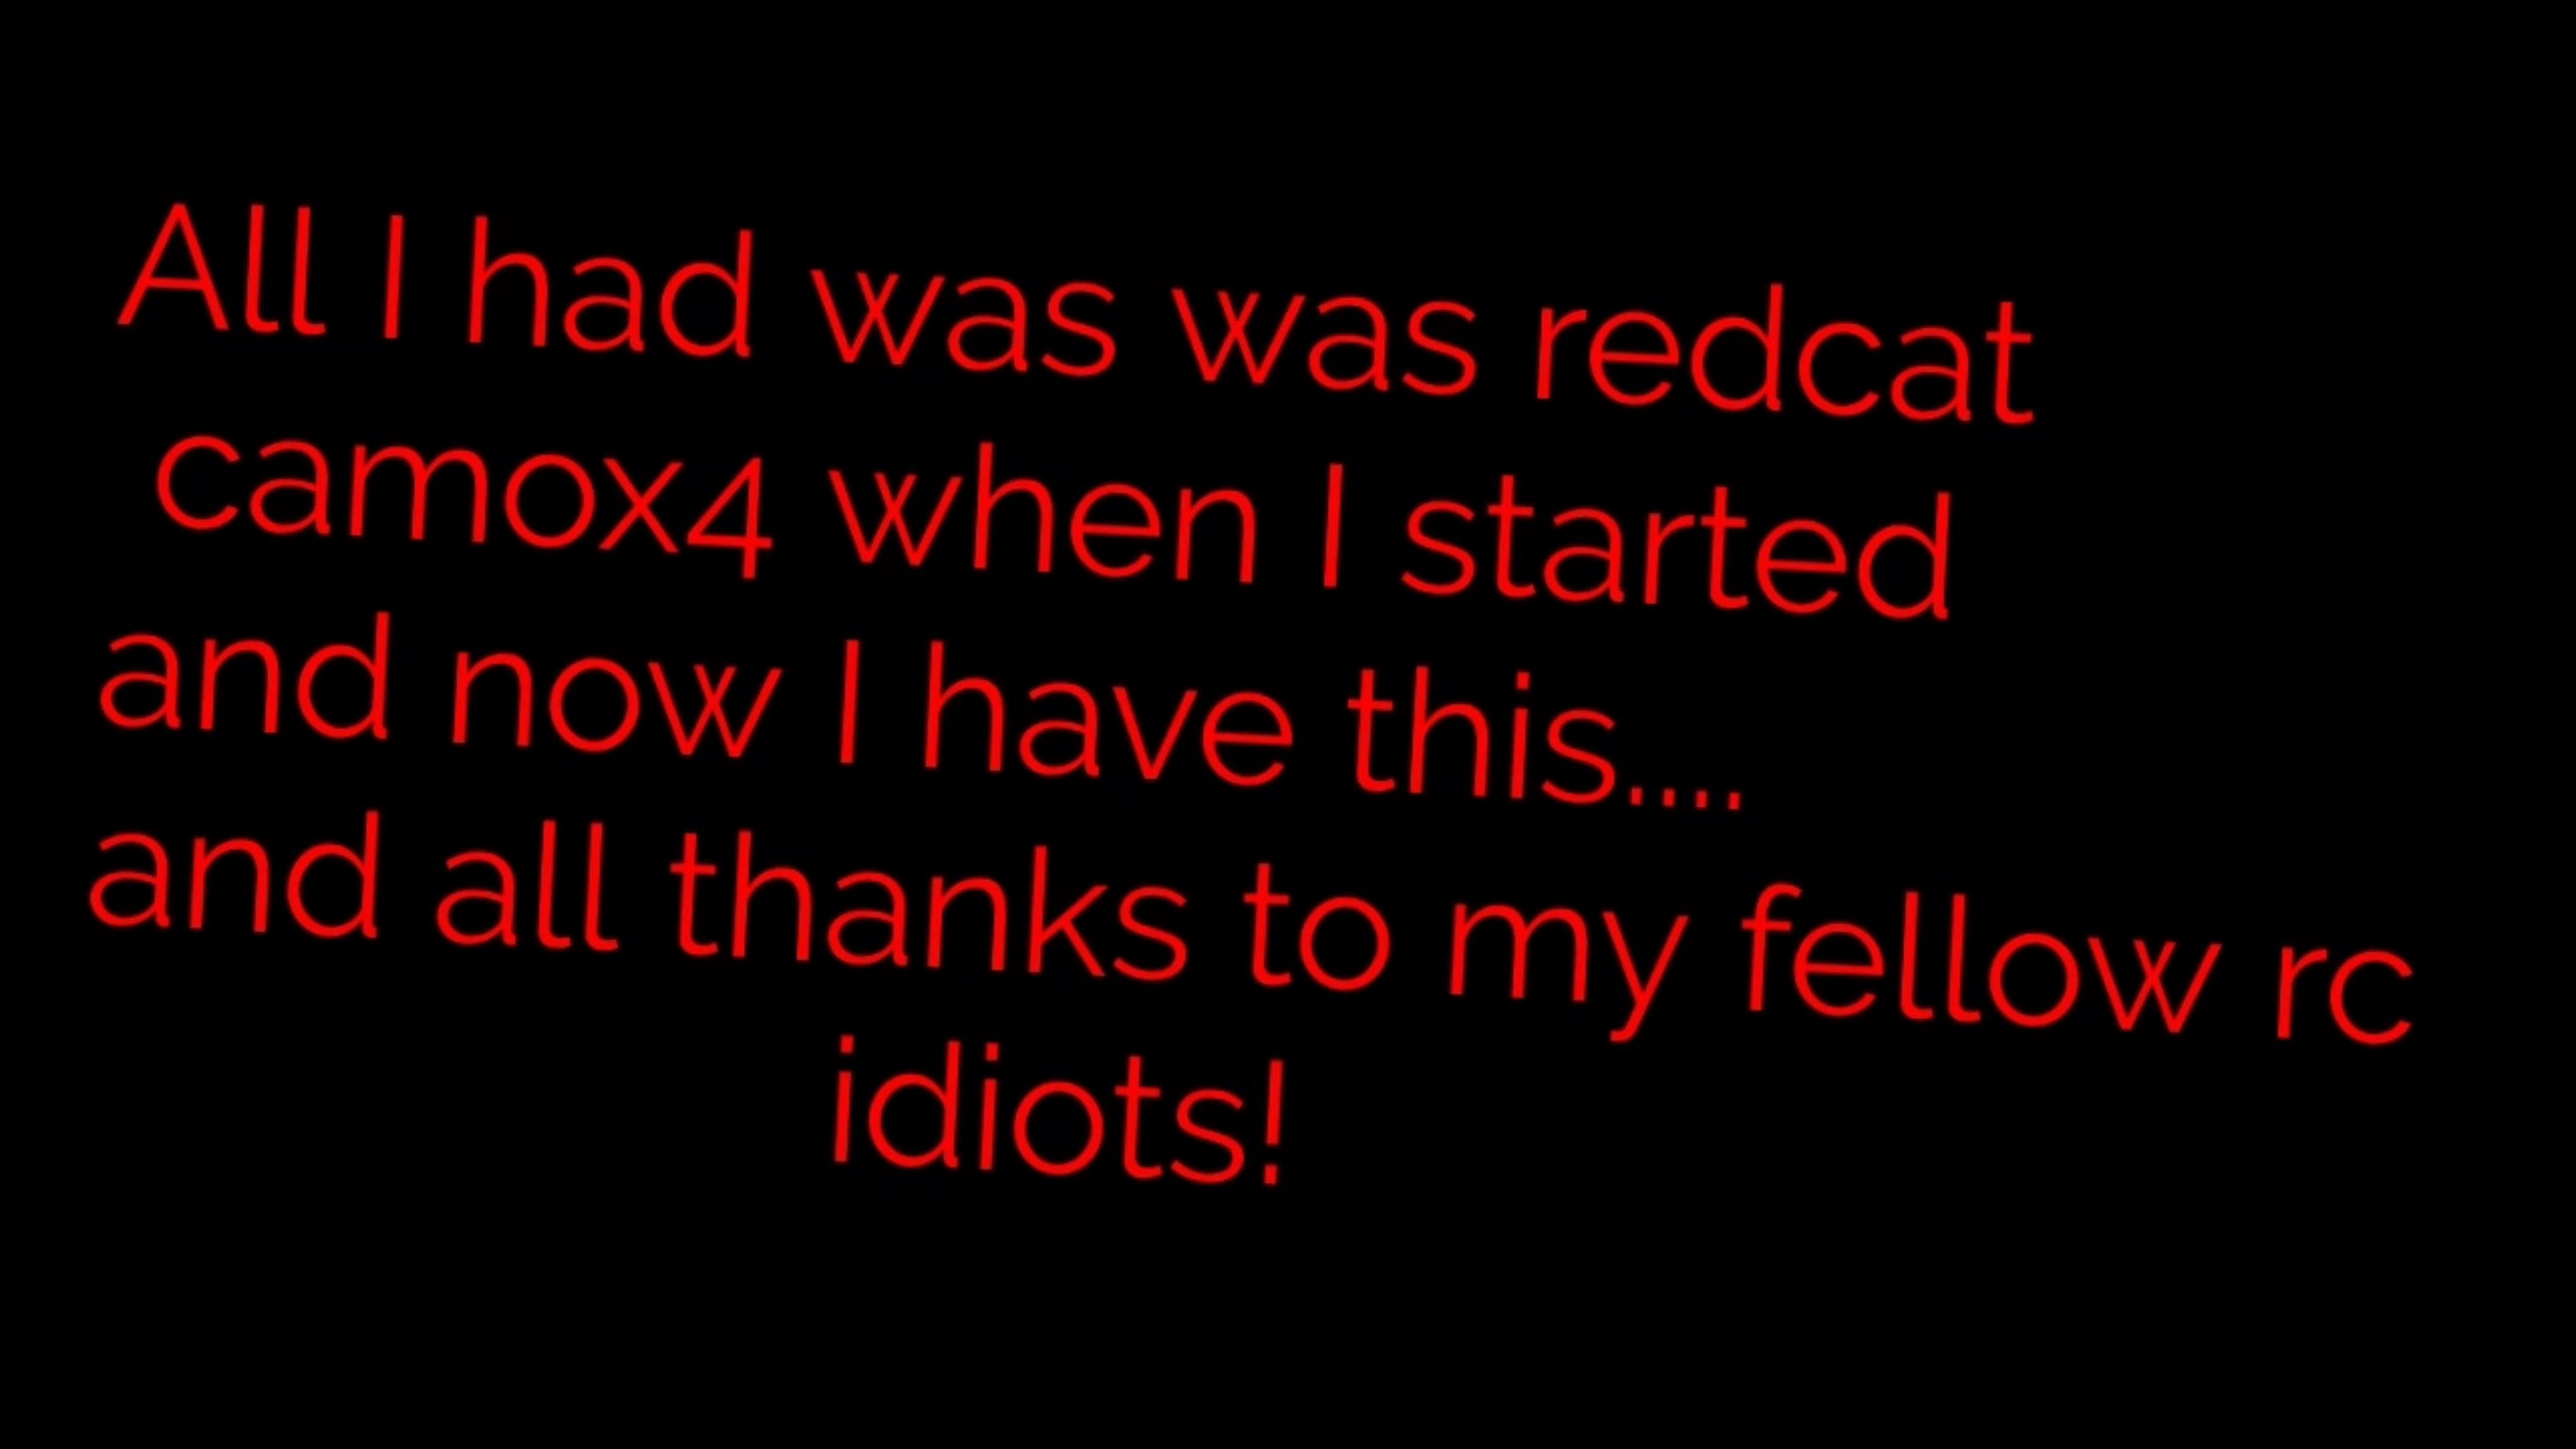 All I had was was redcat
camox4 when I started
and now I have this....
and all thanks to my fellow rc
idiots!